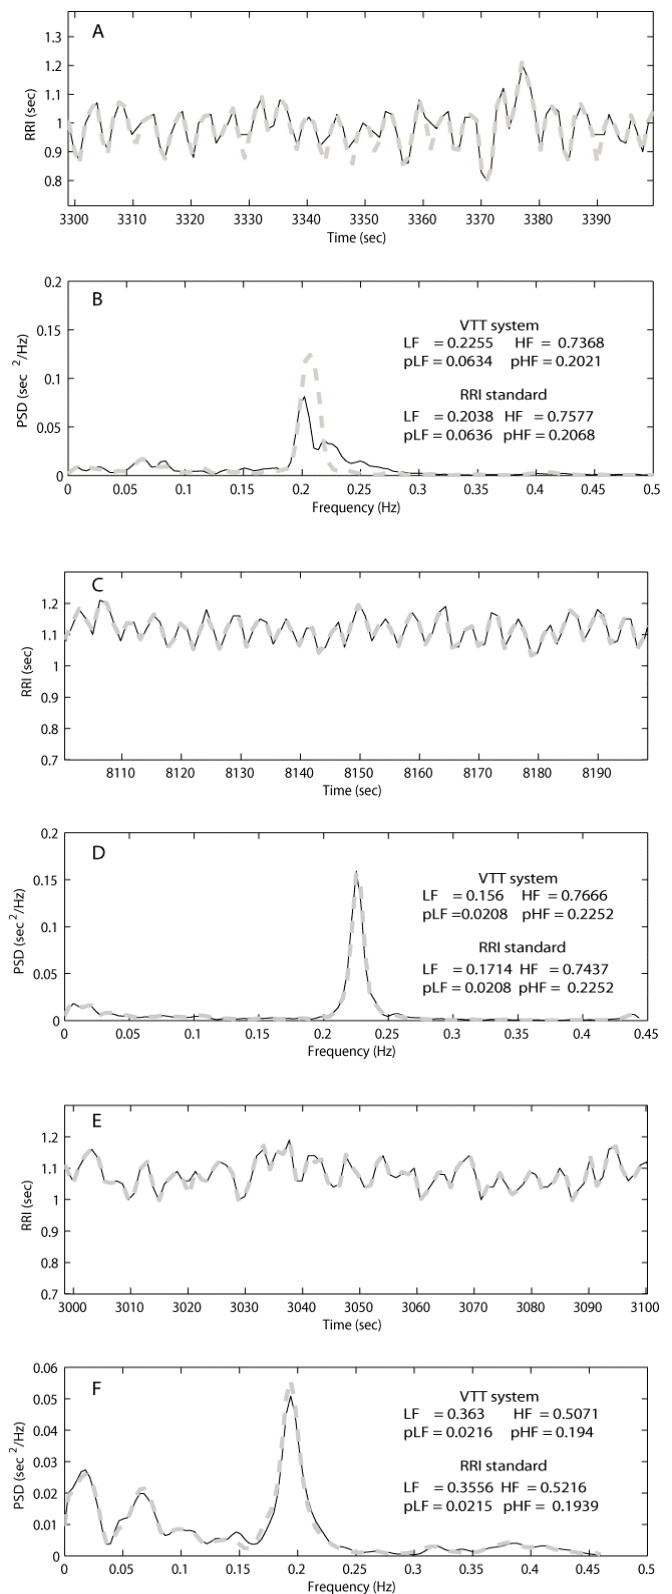 A
1.3
1.2
1.1
1
0.9
0.8
RRI (sec)
3300 3310 3320 3330 3340 3350 3360 3370 3380 3390
Time (sec)
B
0.2
0.15
0.1
0.05
0
PSD (sec 2/Hz)
VTT system
LF = 0.2255 HF = 0.7368
pLF = 0.0634 pHF = 0.2021
RRI standard
LF = 0.2038 HF = 0.7577
pLF = 0.0636 pHF = 0.2068
0 0.05 0.1 0.15 0.2 0.25 0.3 0.35 0.4 0.45 0.5
Frequency (Hz)
C
1.2
1.1
1
0.9
0.8
0.7
RRI (sec)
8110 8120 8130 8140 8150 8160 8170 8180 8190
Time (sec)
D
0.2
0.15
0.1
0.05
0
PSD (sec 2/Hz)
VTT system
LF = 0.156 HF = 0.7666
pLF =0.0208 pHF = 0.2252
RRI standard
LF = 0.1714 HF = 0.7437
pLF = 0.0208 pHF = 0.2252
0 0.05 0.1 0.15 0.2 0.25 0.3 0.35 0.4 0.45
Frequency (Hz)
E
1.2
1.1
1
0.9
0.8
0.7
RRI (sec)
3000 3010 3020 3030 3040 3050 3060 3070 3080 3090 3100
Time (sec)
F
0.06
0.05
0.04
0.03
0.02
0.01
0
PSD (sec 2/Hz)
VTT system
LF = 0.363 HF = 0.5071
pLF = 0.0216 pHF = 0.194
RRI standard
LF = 0.3556 HF = 0.5216
pLF = 0.0215 pHF = 0.1939
0 0.05 0.1 0.15 0.2 0.25 0.3 0.35 0.4 0.45 0.5
Frequency (Hz)